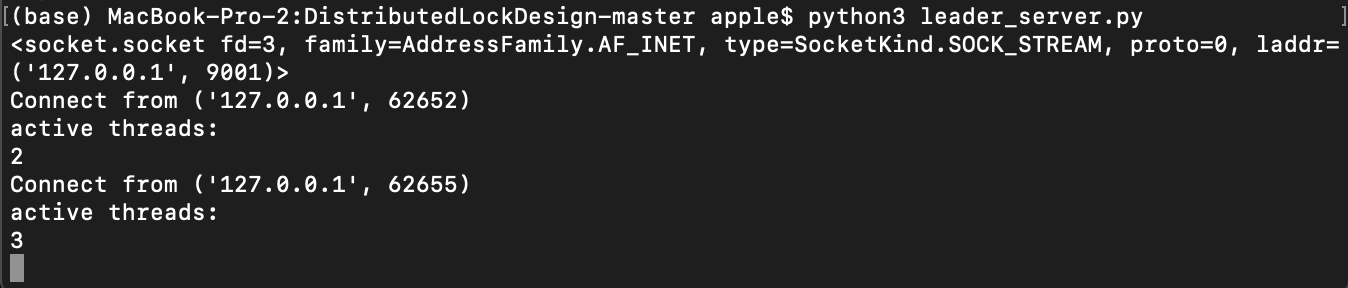 [(base) MacBook-Pro-2:DistributedLockDesign-master apple$ python3 leader_server.py ]
<socket.socket fd=3, family=AddressFamily.AF_INET, type=SocketKind.SOCK_STREAM, proto=0, laddr=
('127.0.0.1', 9001)>
Connect from ('127.0.0.1', 62652)
active threads:
2
Connect from ('127.0.0.1', 62655)
active threads:
3